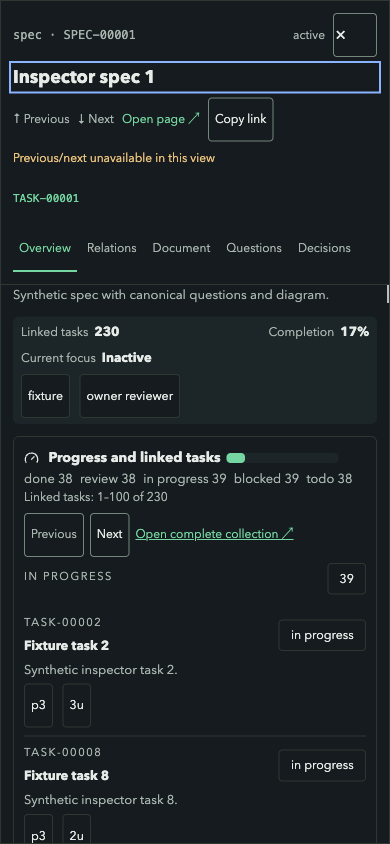 spec · SPEC-00001 active ×
Inspector spec 1
↑ Previous ↓ Next Open page ↗ Copy link
Previous/next unavailable in this view
TASK-00001
Overview Relations Document Questions Decisions
Synthetic spec with canonical questions and diagram.
Linked tasks 230 Completion 17%
Current focus Inactive
fixture owner reviewer
Progress and linked tasks
done 38 review 38 in progress 39 blocked 39 todo 38
Linked tasks: 1–100 of 230
Previous Next Open complete collection ↗
IN PROGRESS 39
TASK-00002
in progress
Fixture task 2
Synthetic inspector task 2.
p3 3u
TASK-00008
in progress
Fixture task 8
Synthetic inspector task 8.
p3 2u